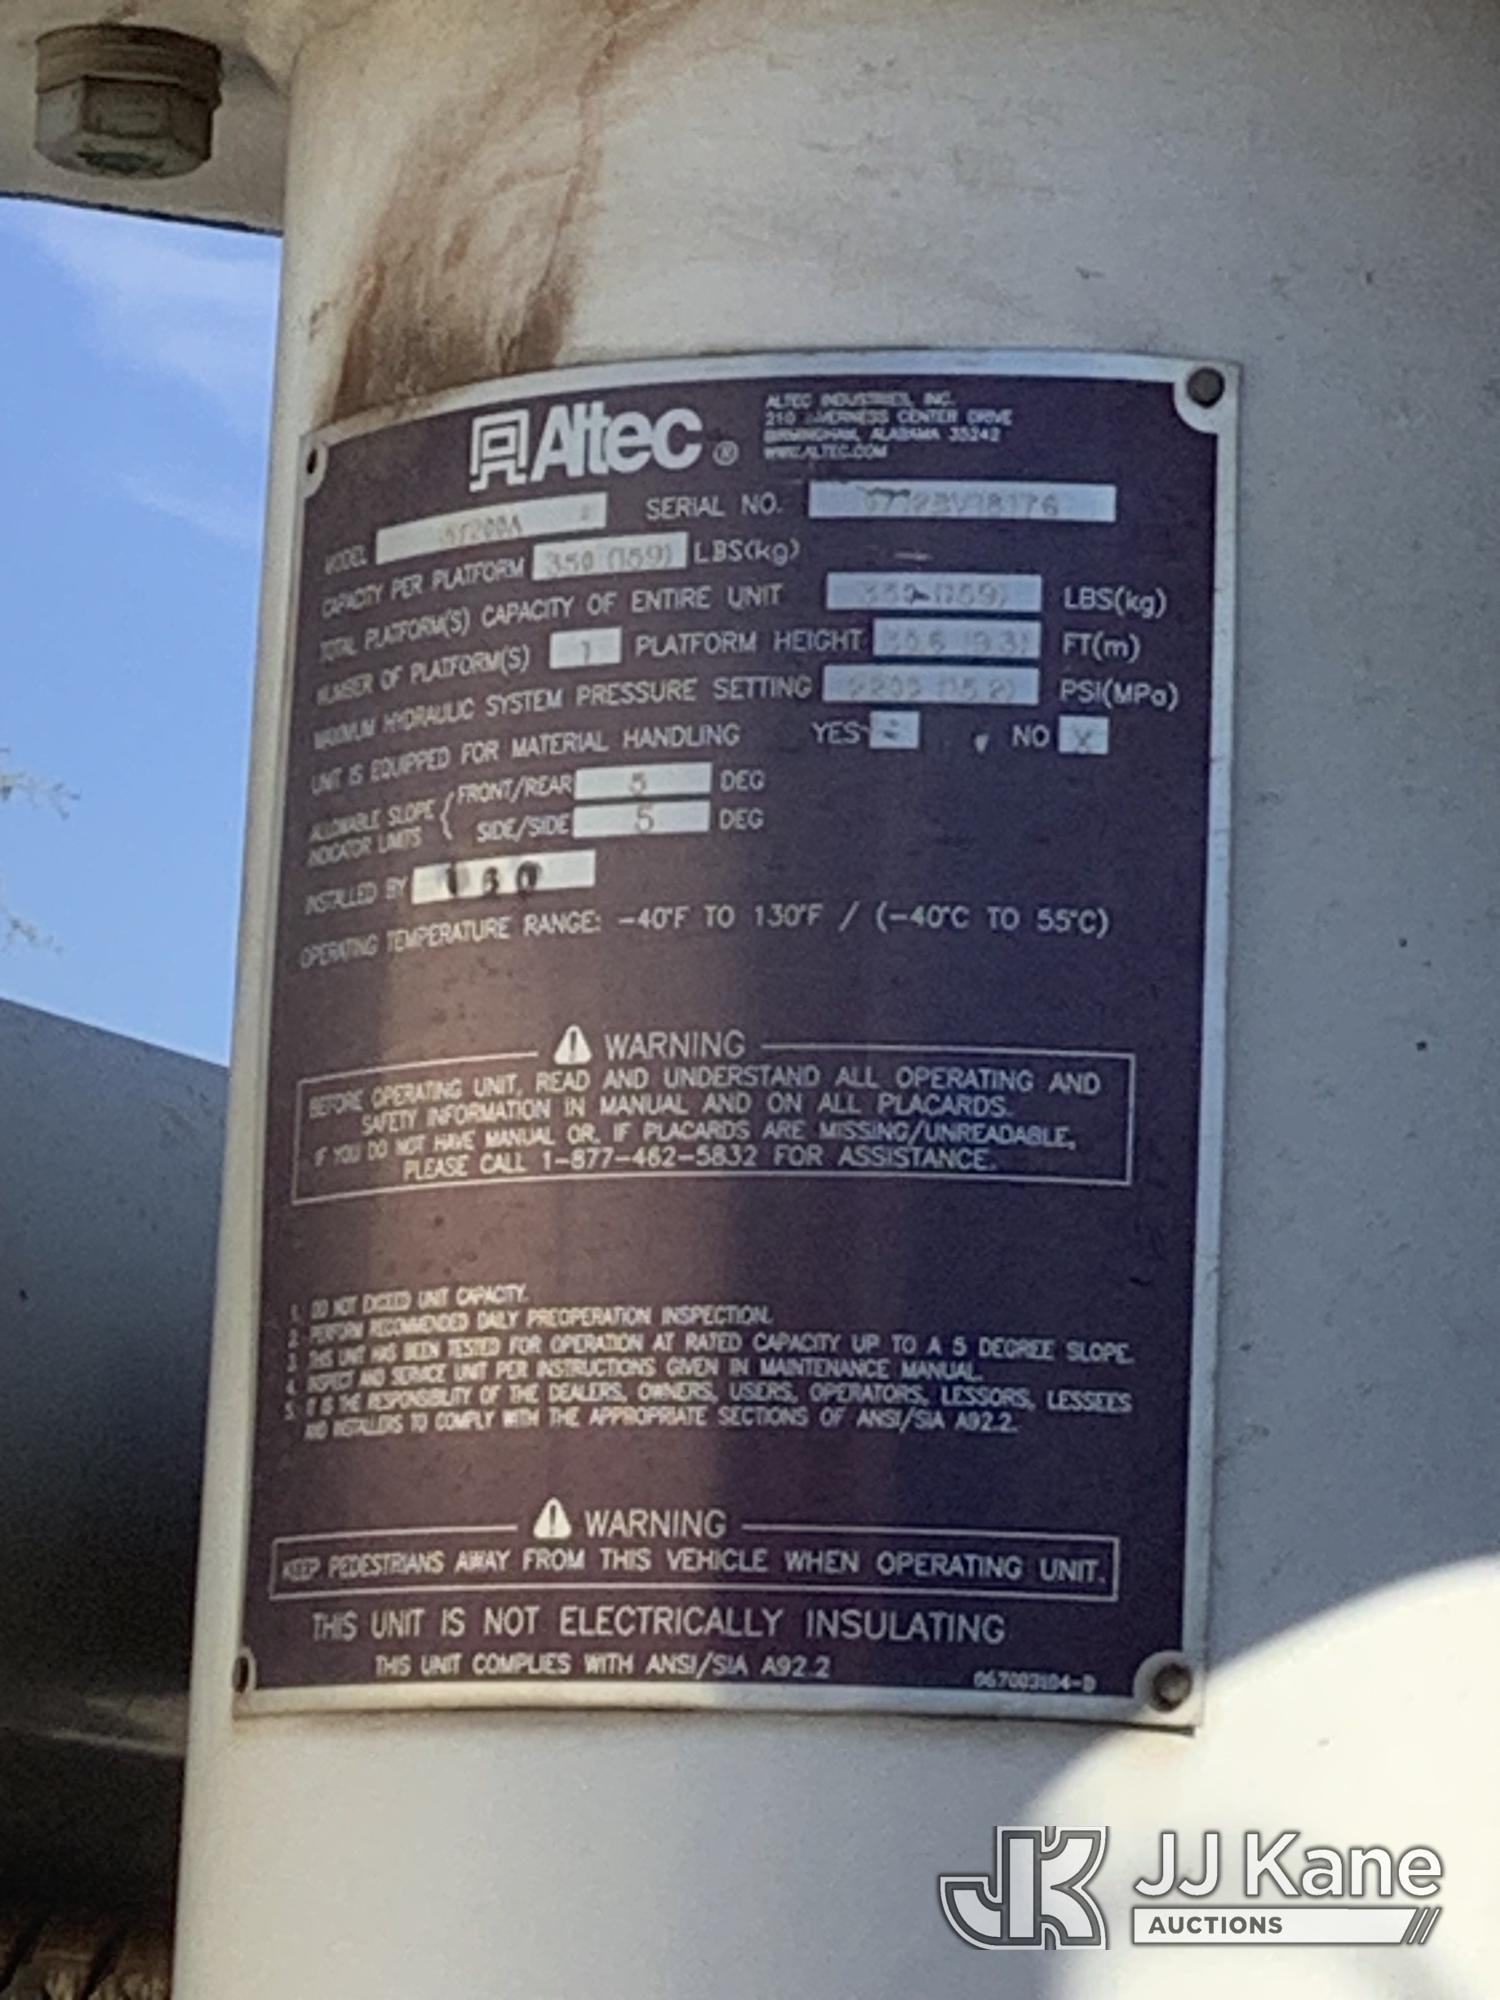 Altec ®
ALTEC INDUSTRIES, INC.
210 INVERNESS CENTER DRIVE
BIRMINGHAM, ALABAMA 35242
WWW.ALTEC.COM
MODEL SERIAL NO.
CAPACITY PER PLATFORM 350 (159) LBS(kg)
TOTAL PLATFORM(S) CAPACITY OF ENTIRE UNIT 350 (159) LBS(kg)
NUMBER OF PLATFORM(S) 1 PLATFORM HEIGHT FT(m)
MAXIMUM HYDRAULIC SYSTEM PRESSURE SETTING PSI(MPa)
UNIT IS EQUIPPED FOR MATERIAL HANDLING YES - NO X
ALLOWABLE SLOPE FRONT/REAR 5 DEG
INDICATOR LIMITS SIDE/SIDE 5 DEG
INSTALLED BY
OPERATING TEMPERATURE RANGE: -40°F TO 130°F / (-40°C TO 55°C)
WARNING
BEFORE OPERATING UNIT, READ AND UNDERSTAND ALL OPERATING AND
SAFETY INFORMATION IN MANUAL AND ON ALL PLACARDS.
IF YOU DO NOT HAVE MANUAL OR, IF PLACARDS ARE MISSING/UNREADABLE,
PLEASE CALL 1-877-462-5832 FOR ASSISTANCE.
1. DO NOT EXCEED UNIT CAPACITY.
2. PERFORM RECOMMENDED DAILY PREOPERATION INSPECTION.
3. THIS UNIT HAS BEEN TESTED FOR OPERATION AT RATED CAPACITY UP TO A 5 DEGREE SLOPE.
4. INSPECT AND SERVICE UNIT PER INSTRUCTIONS GIVEN IN MAINTENANCE MANUAL.
5. IT IS THE RESPONSIBILITY OF THE DEALERS, OWNERS, USERS, OPERATORS, LESSORS, LESSEES
AND INSTALLERS TO COMPLY WITH THE APPROPRIATE SECTIONS OF ANSI/SIA A92.2.
WARNING
KEEP PEDESTRIANS AWAY FROM THIS VEHICLE WHEN OPERATING UNIT.
THIS UNIT IS NOT ELECTRICALLY INSULATING
THIS UNIT COMPLIES WITH ANSI/SIA A92.2
067003104-D
JK JJ Kane
AUCTIONS